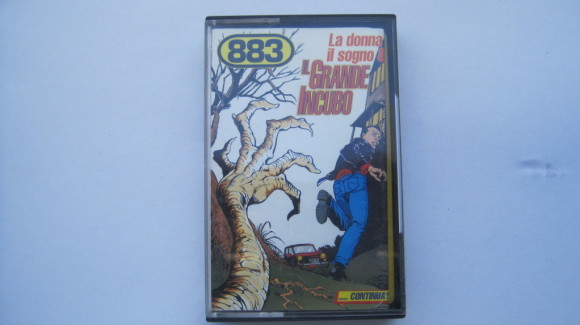 883
La donna
il sogno &
IL GRANDE
INCUBO
... CONTINUA!